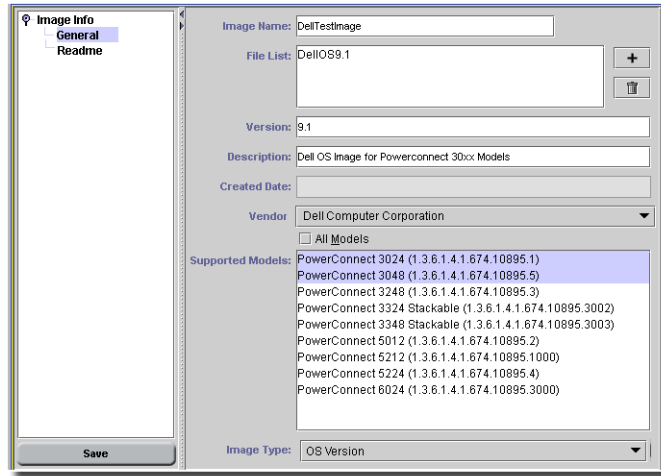 Image Info
General
Readme
Save
Image Name: DellTestImage
File List: DellOS9.1
Version: 9.1
Description: Dell OS Image for Powerconnect 30xx Models
Created Date:
Vendor Dell Computer Corporation
All Models
Supported Models: PowerConnect 3024 (1.3.6.1.4.1.674.10895.1)
PowerConnect 3048 (1.3.6.1.4.1.674.10895.5)
PowerConnect 3248 (1.3.6.1.4.1.674.10895.3)
PowerConnect 3324 Stackable (1.3.6.1.4.1.674.10895.3002)
PowerConnect 3348 Stackable (1.3.6.1.4.1.674.10895.3003)
PowerConnect 5012 (1.3.6.1.4.1.674.10895.2)
PowerConnect 5212 (1.3.6.1.4.1.674.10895.1000)
PowerConnect 5224 (1.3.6.1.4.1.674.10895.4)
PowerConnect 6024 (1.3.6.1.4.1.674.10895.3000)
Image Type: OS Version